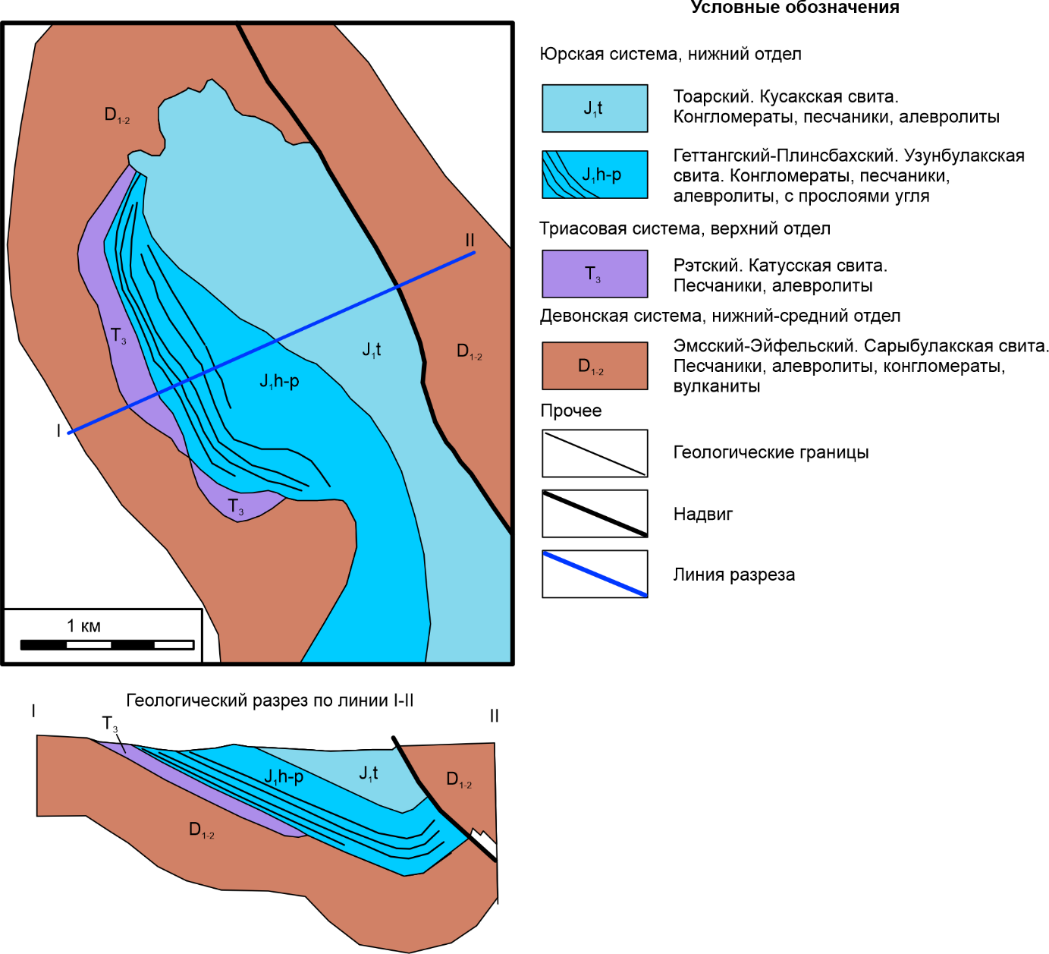 Условные обозначения
Юрская система, нижний отдел
J1t
Тоарский. Кусакская свита.
Конгломераты, песчаники, алевролиты
J1h-p
Геттангский-Плинсбахский. Узунбулакская
свита. Конгломераты, песчаники,
алевролиты, с прослоями угля
Триасовая система, верхний отдел
T3
Рэтский. Катусская свита.
Песчаники, алевролиты
Девонская система, нижний-средний отдел
D1-2
Эмсский-Эйфельский. Сарыбулакская свита.
Песчаники, алевролиты, конгломераты,
вулканиты
Прочее
Геологические границы
Надвиг
Линия разреза
D1-2
II
T3
J1t
D1-2
J1h-p
I
T3
1 км
Геологический разрез по линии I-II
I
II
T3
J1h-p
J1t
D1-2
D1-2